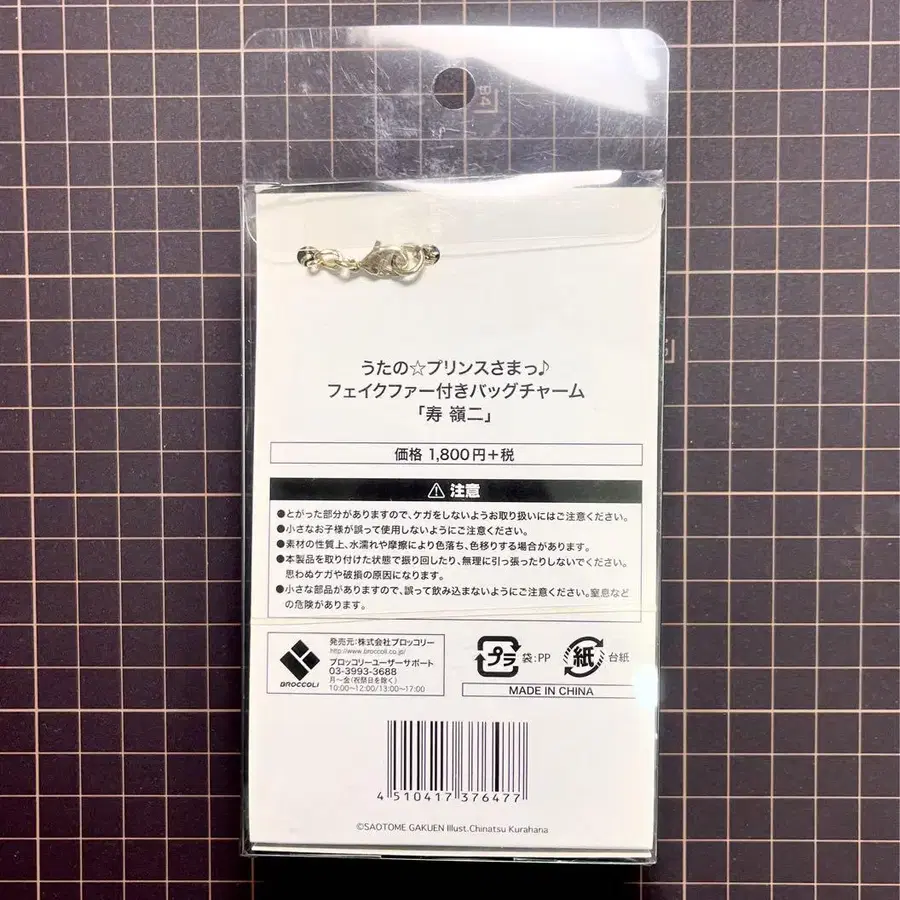 B4
うたの☆プリンスさまっ♪
フェイクファー付きバッグチャーム
「寿 嶺二」
価格 1,800円+税
注意
●とがった部分がありますので、ケガをしないようお取り扱いにはご注意ください。
●小さなお子様が誤って使用しないようにご注意ください。
●素材の性質上、水濡れや摩擦により色落ち、色移りする場合があります。
●本製品を取り付けた状態で振り回したり、無理に引っ張ったりしないでください。
思わぬケガや破損の原因になります。
●小さな部品がありますので、誤って飲み込まないようにご注意ください。窒息など
の危険があります。
BROCCOLI
発売元:株式会社ブロッコリー
http://www.broccoli.co.jp/
ブロッコリーユーザーサポート
03-3993-3688
月〜金(祝祭日を除く)
10:00~12:00/13:00~17:00
プラ 袋:PP
紙 台紙
MADE IN CHINA
4 510417 376477
©SAOTOME GAKUEN Illust.Chinatsu Kurahana